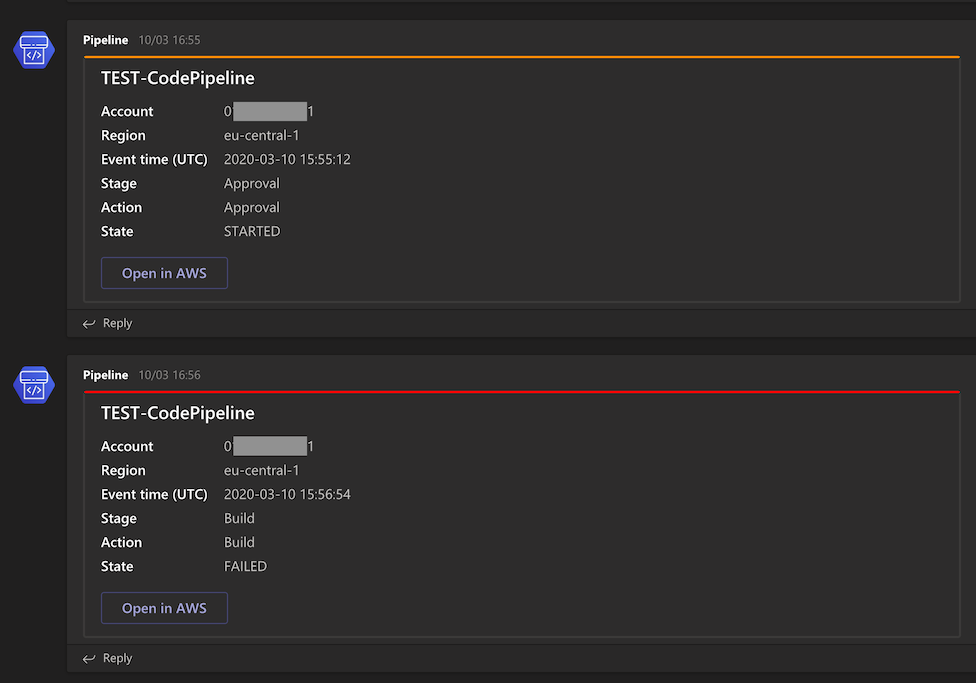 Pipeline 10/03 16:55
TEST-CodePipeline
Account 0 1
Region eu-central-1
Event time (UTC) 2020-03-10 15:55:12
Stage Approval
Action Approval
State STARTED
Open in AWS
Reply
Pipeline 10/03 16:56
TEST-CodePipeline
Account 0 1
Region eu-central-1
Event time (UTC) 2020-03-10 15:56:54
Stage Build
Action Build
State FAILED
Open in AWS
Reply